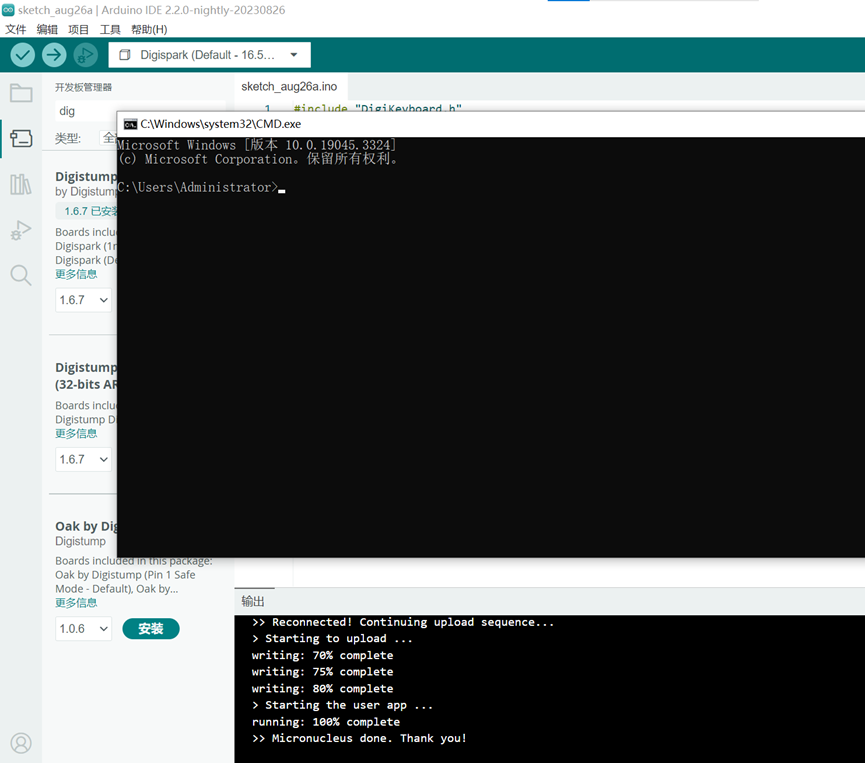 sketch_aug26a | Arduino IDE 2.2.0-nightly-20230826
文件 编辑 项目 工具 帮助(H)
Digispark (Default - 16.5...
开发板管理器
sketch_aug26a.ino
dig
1 #include "DigiKeyboard.h"
类型:
C:\Windows\system32\CMD.exe
Microsoft Windows [版本 10.0.19045.3324]
(c) Microsoft Corporation。保留所有权利。
C:\Users\Administrator>
Digistump
by Digistump
1.6.7 已安装
Boards inclu
Digispark (1
Digispark (De
更多信息
1.6.7
Digistump
(32-bits AR
Boards inclu
Digistump D
更多信息
1.6.7
Oak by Dig
Digistump
Boards included in this package:
Oak by Digistump (Pin 1 Safe
Mode - Default), Oak by...
更多信息
1.0.6 安装
输出
>> Reconnected! Continuing upload sequence...
> Starting to upload ...
writing: 70% complete
writing: 75% complete
writing: 80% complete
> Starting the user app ...
running: 100% complete
>> Micronucleus done. Thank you!